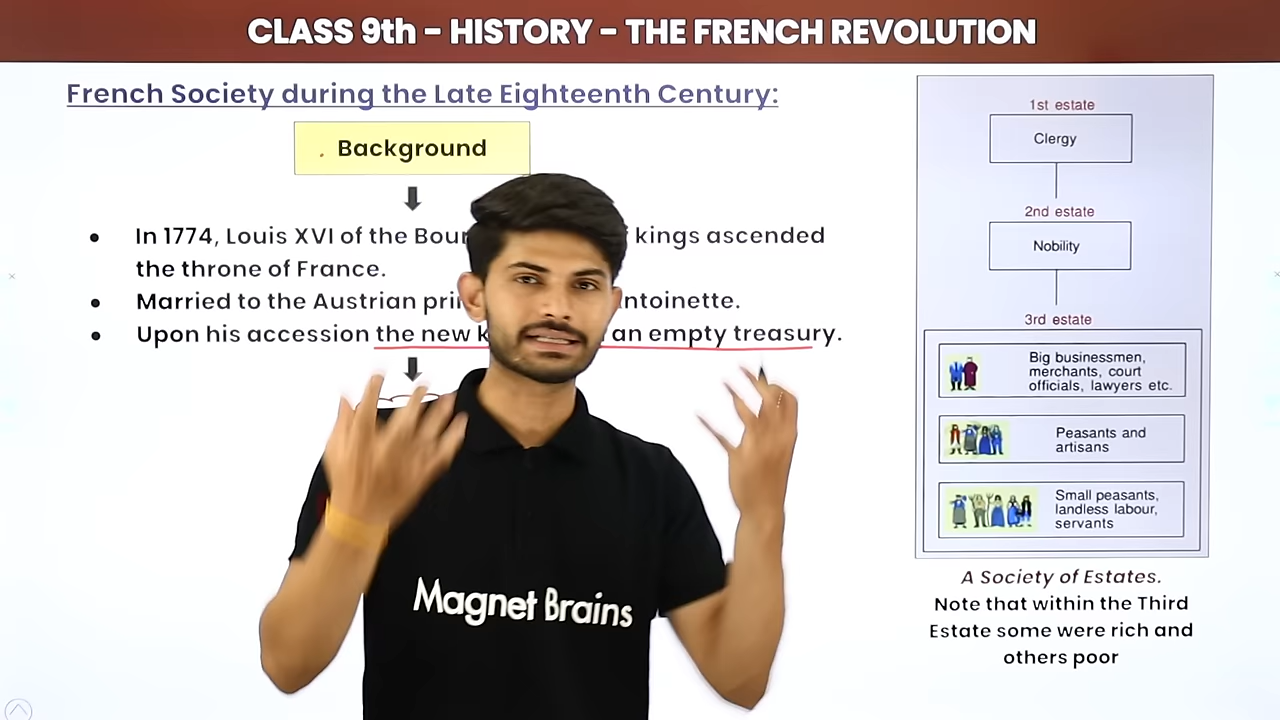 CLASS 9th – HISTORY – THE FRENCH REVOLUTION
French Society during the Late Eighteenth Century:
Background
In 1774, Louis XVI of the kings ascended
the throne of France.
Married to the Austrian
Upon his accession the new an empty treasury.
Magnet Brains
1st estate
Clergy
2nd estate
Nobility
3rd estate
Big businessmen,
merchants, court
officials, lawyers etc.
Peasants and
artisans
Small peasants,
landless labour,
servants
A Society of Estates.
Note that within the Third
Estate some were rich and
others poor